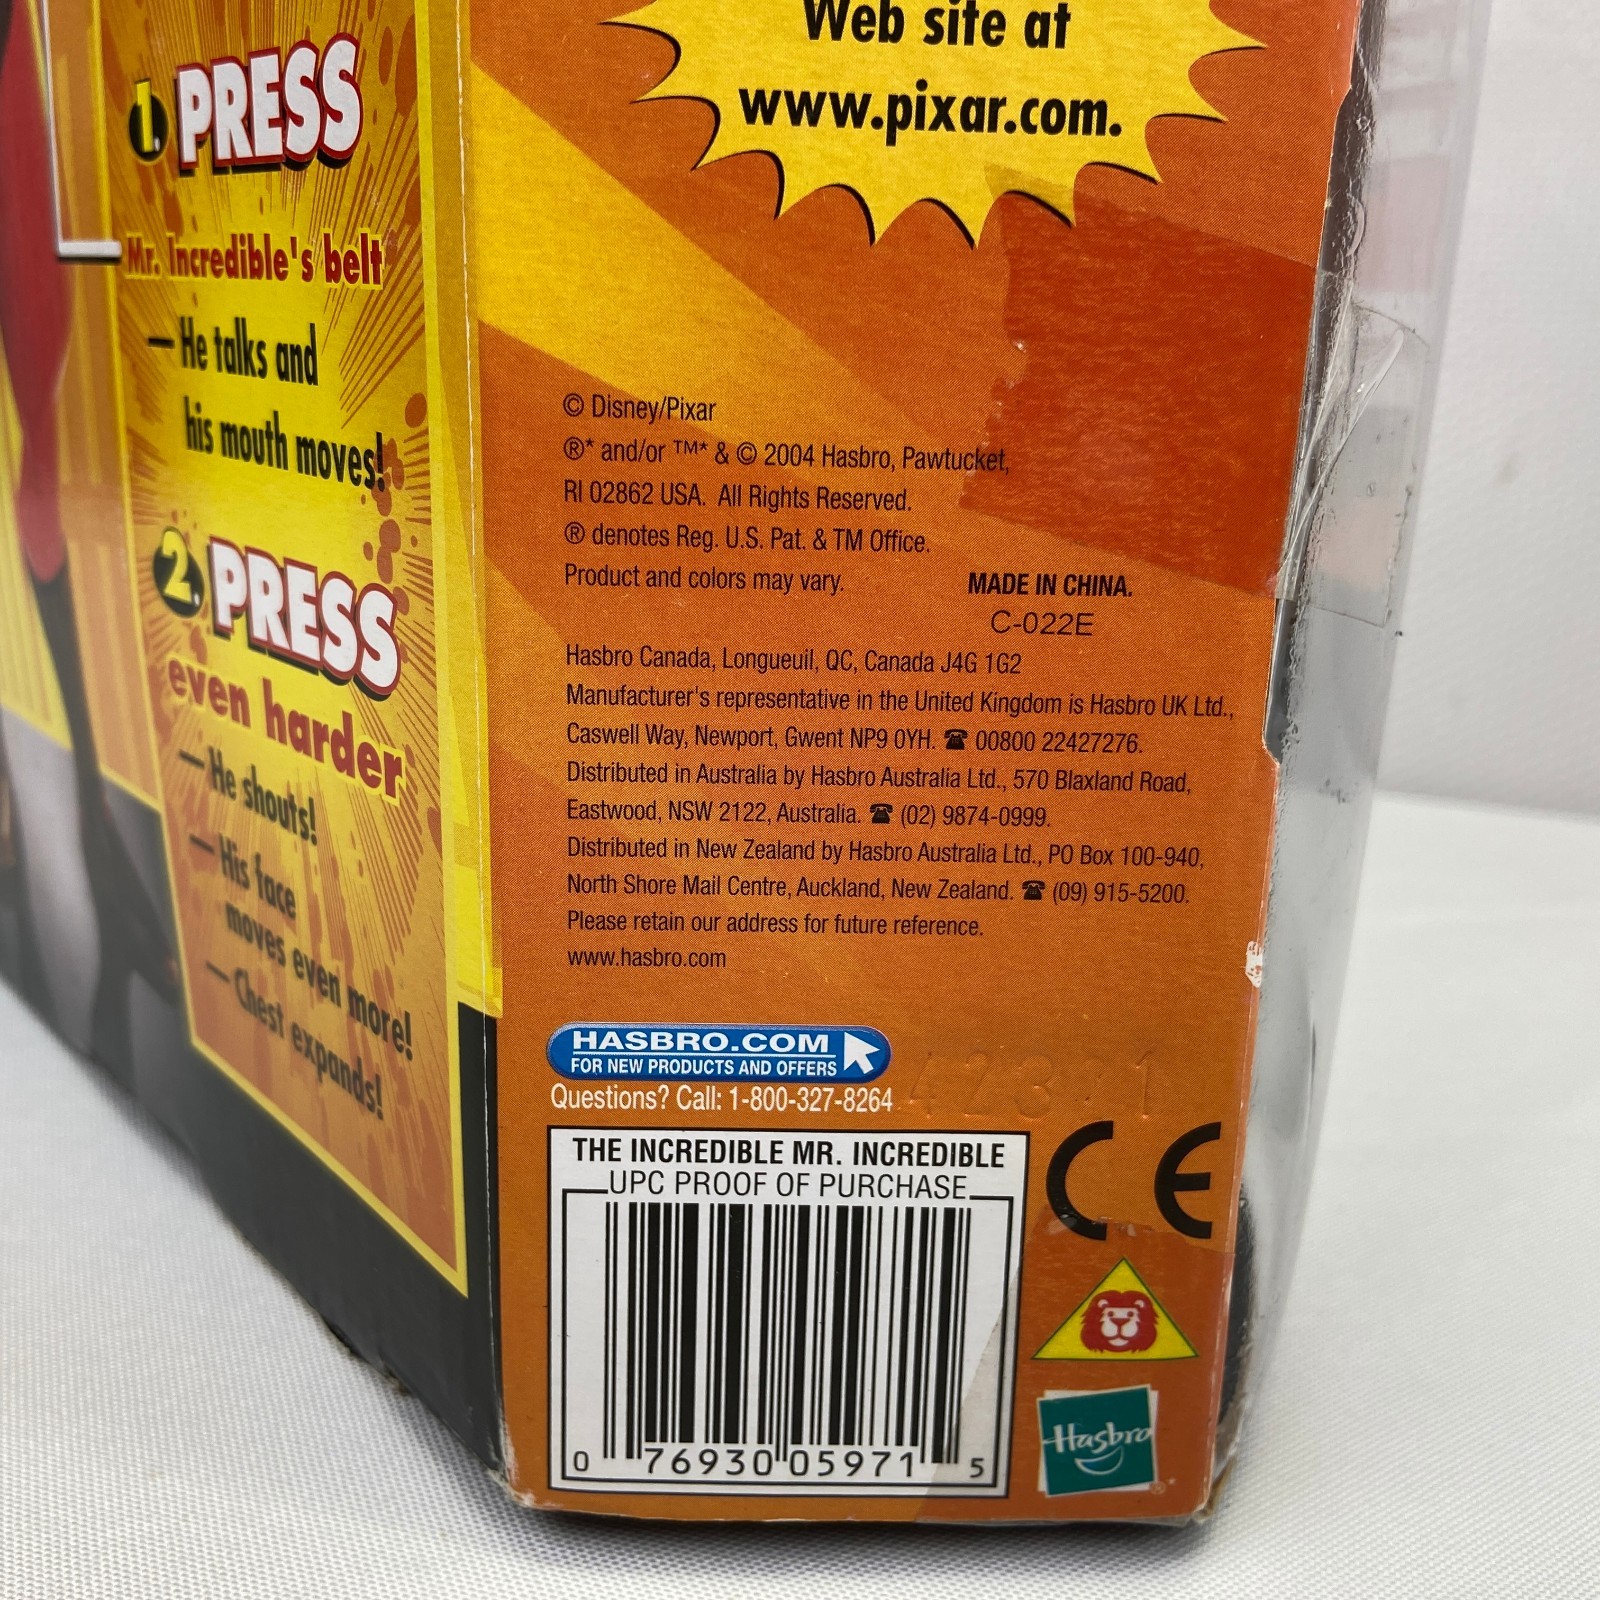 1. PRESS
Mr. Incredible's belt
— He talks and
his mouth moves!
2. PRESS
even harder
— He shouts!
— His face
moves even more!
— Chest expands!
Web site at
www.pixar.com.
© Disney/Pixar
®* and/or ™* & © 2004 Hasbro, Pawtucket,
RI 02862 USA. All Rights Reserved.
® denotes Reg. U.S. Pat. & TM Office.
Product and colors may vary.
MADE IN CHINA.
C-022E
Hasbro Canada, Longueuil, QC, Canada J4G 1G2
Manufacturer's representative in the United Kingdom is Hasbro UK Ltd.,
Caswell Way, Newport, Gwent NP9 0YH. ☎ 00800 22427276.
Distributed in Australia by Hasbro Australia Ltd., 570 Blaxland Road,
Eastwood, NSW 2122, Australia. ☎ (02) 9874-0999.
Distributed in New Zealand by Hasbro Australia Ltd., PO Box 100-940,
North Shore Mail Centre, Auckland, New Zealand. ☎ (09) 915-5200.
Please retain our address for future reference.
www.hasbro.com
HASBRO.COM
FOR NEW PRODUCTS AND OFFERS
Questions? Call: 1-800-327-8264
CE
THE INCREDIBLE MR. INCREDIBLE
UPC PROOF OF PURCHASE
0 76930 05971 5
Hasbro